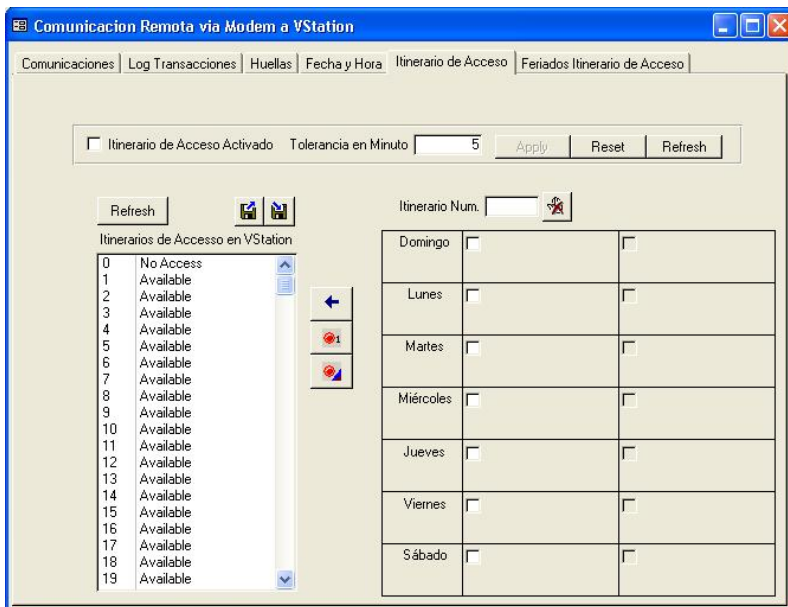 Comunicacion Remota via Modem a VStation
Comunicaciones Log Transacciones Huellas Fecha y Hora Itinerario de Acceso Feriados Itinerario de Acceso
Itinerario de Acceso Activado Tolerancia en Minuto 5 Apply Reset Refresh
Refresh
Itinerarios de Accesso en VStation
0 No Access
1 Available
2 Available
3 Available
4 Available
5 Available
6 Available
7 Available
8 Available
9 Available
10 Available
11 Available
12 Available
13 Available
14 Available
15 Available
16 Available
17 Available
18 Available
19 Available
1
Itinerario Num.
Domingo
Lunes
Martes
Miércoles
Jueves
Viernes
Sábado